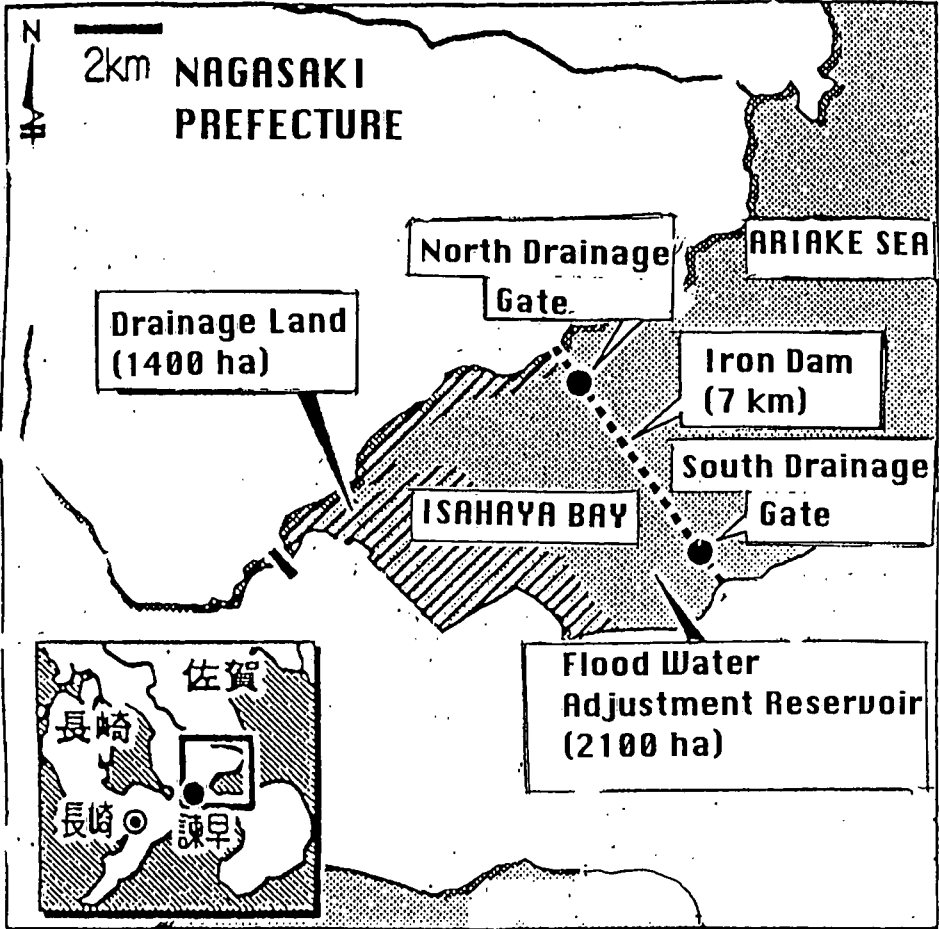 N
2km
NAGASAKI
PREFECTURE
North Drainage
Gate
ARIAKE SEA
Drainage Land
(1400 ha)
Iron Dam
(7 km)
South Drainage
Gate
ISAHAYA BAY
Flood Water
Adjustment Reservoir
(2100 ha)
佐賀
長崎
長崎
諫早